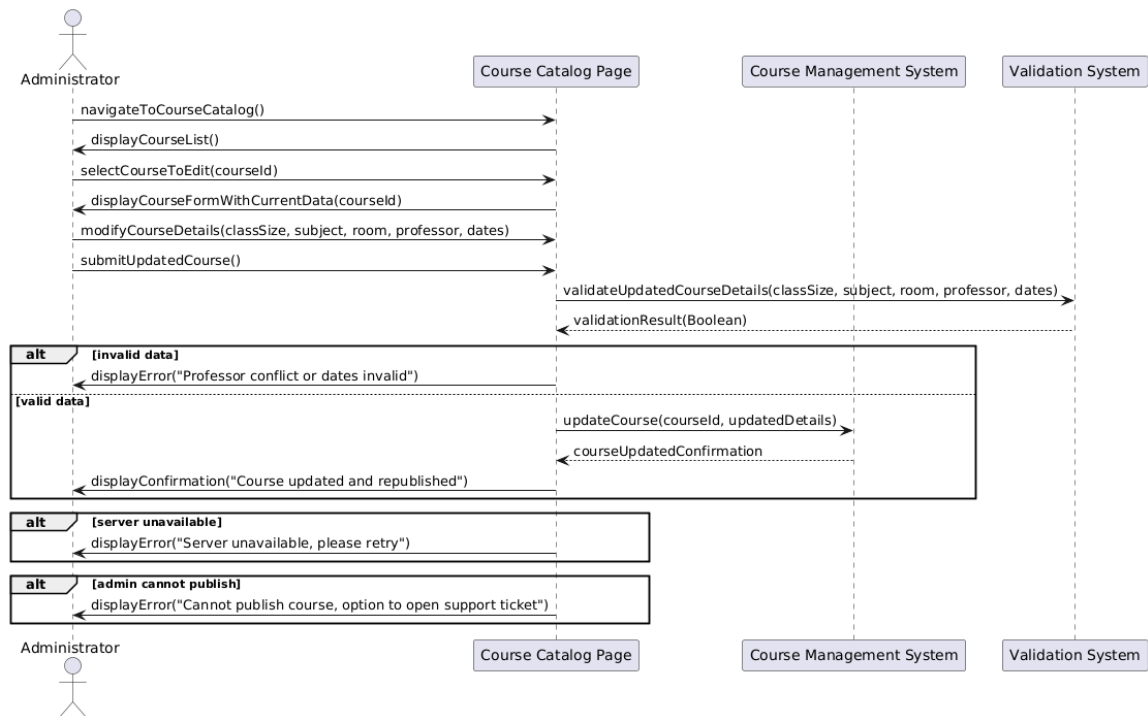 Administrator
Course Catalog Page
Course Management System
Validation System
navigateToCourseCatalog()
displayCourseList()
selectCourseToEdit(courseId)
displayCourseFormWithCurrentData(courseId)
modifyCourseDetails(classSize, subject, room, professor, dates)
submitUpdatedCourse()
validateUpdatedCourseDetails(classSize, subject, room, professor, dates)
validationResult(Boolean)
alt [invalid data]
displayError("Professor conflict or dates invalid")
[valid data]
updateCourse(courseId, updatedDetails)
courseUpdatedConfirmation
displayConfirmation("Course updated and republished")
alt [server unavailable]
displayError("Server unavailable, please retry")
alt [admin cannot publish]
displayError("Cannot publish course, option to open support ticket")
Administrator
Course Catalog Page
Course Management System
Validation System